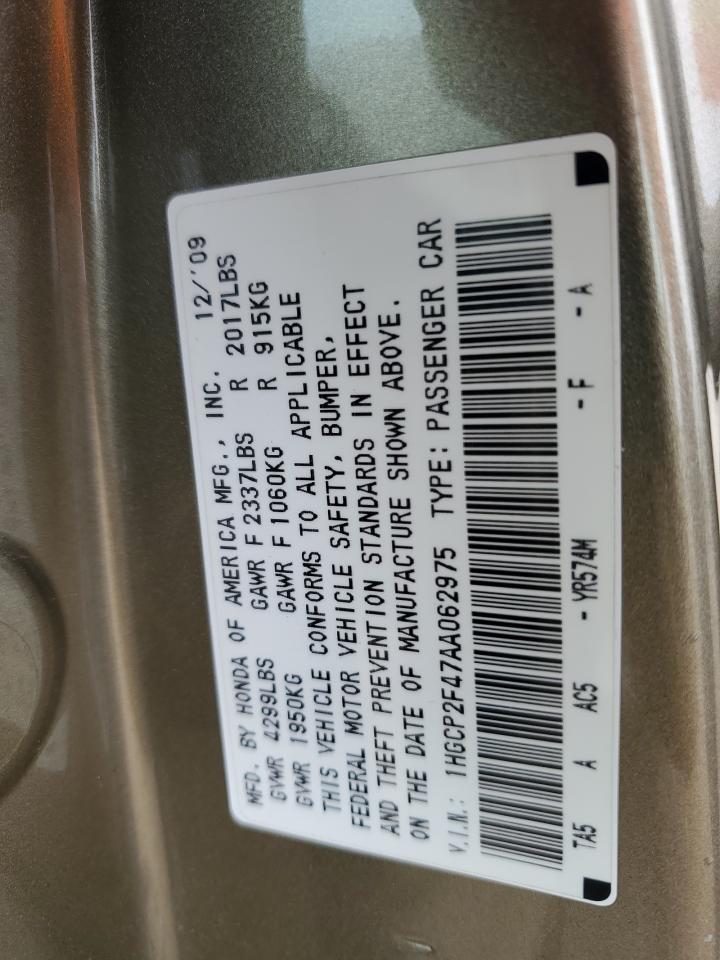 MFD. BY HONDA OF AMERICA MFG., INC. 12/'09
GVWR 4299LBS GAWR F 2337LBS R 2017LBS
GVWR 1950KG GAWR F 1060KG R 915KG
THIS VEHICLE CONFORMS TO ALL APPLICABLE
FEDERAL MOTOR VEHICLE SAFETY, BUMPER,
AND THEFT PREVENTION STANDARDS IN EFFECT
ON THE DATE OF MANUFACTURE SHOWN ABOVE.
V.I.N.: 1HGCP2F47AA062975 TYPE: PASSENGER CAR
TA5 A AC5 - YR574M - F - A